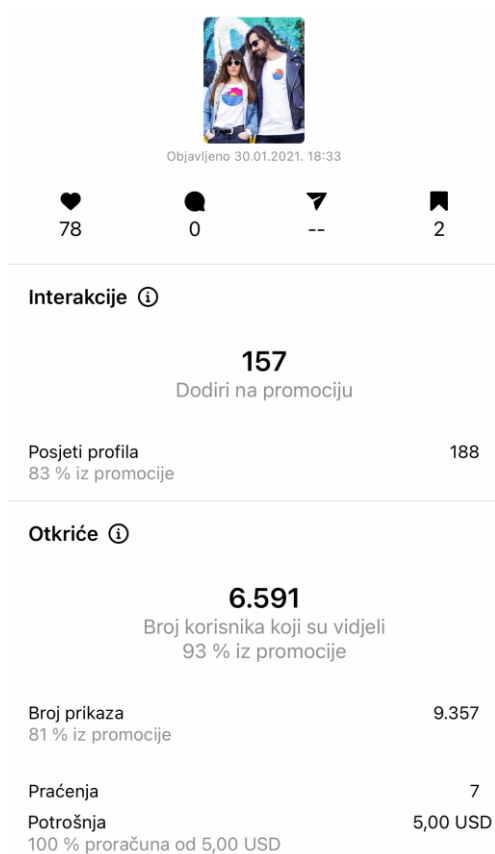 Objavljeno 30.01.2021. 18:33
78 0 -- 2
Interakcije
157
Dodiri na promociju
Posjeti profila 188
83 % iz promocije
Otkriće
6.591
Broj korisnika koji su vidjeli
93 % iz promocije
Broj prikaza 9.357
81 % iz promocije
Praćenja 7
Potrošnja 5,00 USD
100 % proračuna od 5,00 USD